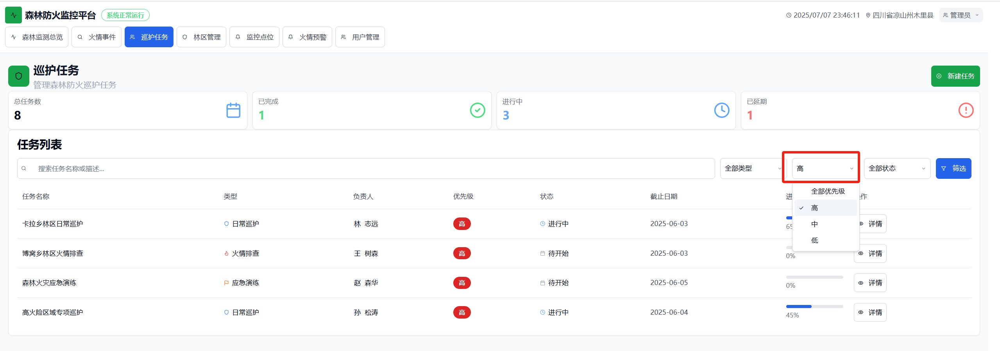 森林防火监控平台 系统正常运行 2025/07/07 23:46:11 四川省凉山州木里县 管理员
森林监测总览 火情事件 巡护任务 林区管理 监控点位 火情预警 用户管理
巡护任务
管理森林防火巡护任务
新建任务
总任务数 已完成 进行中 已延期
8 1 3 1
任务列表
搜索任务名称或描述... 全部类型 高 全部状态 筛选
全部优先级
高
中
低
任务名称 类型 负责人 优先级 状态 截止日期 进 作
卡拉乡林区日常巡护 日常巡护 林 志远 高 进行中 2025-06-03 65 详情
博窝乡林区火情排查 火情排查 王 树森 高 待开始 2025-06-03 0% 详情
森林火灾应急演练 应急演练 赵 森华 高 待开始 2025-06-05 0% 详情
高火险区域专项巡护 日常巡护 孙 松涛 高 进行中 2025-06-04 45% 详情